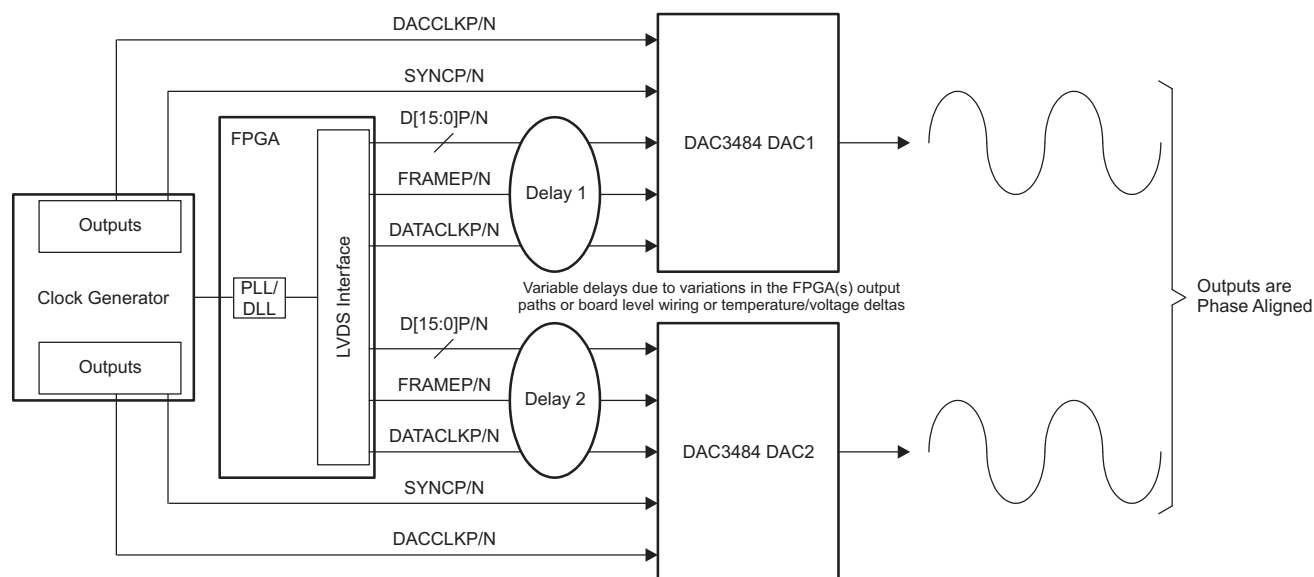 DACCLKP/N
SYNCP/N
D[15:0]P/N
FPGA
FRAMEP/N
DATACLKP/N
Delay 1
DAC3484 DAC1
Outputs
Clock Generator
Outputs
PLL/
DLL
LVDS Interface
Variable delays due to variations in the FPGA(s) output
paths or board level wiring or temperature/voltage deltas
Outputs are
Phase Aligned
D[15:0]P/N
FRAMEP/N
DATACLKP/N
Delay 2
DAC3484 DAC2
SYNCP/N
DACCLKP/N